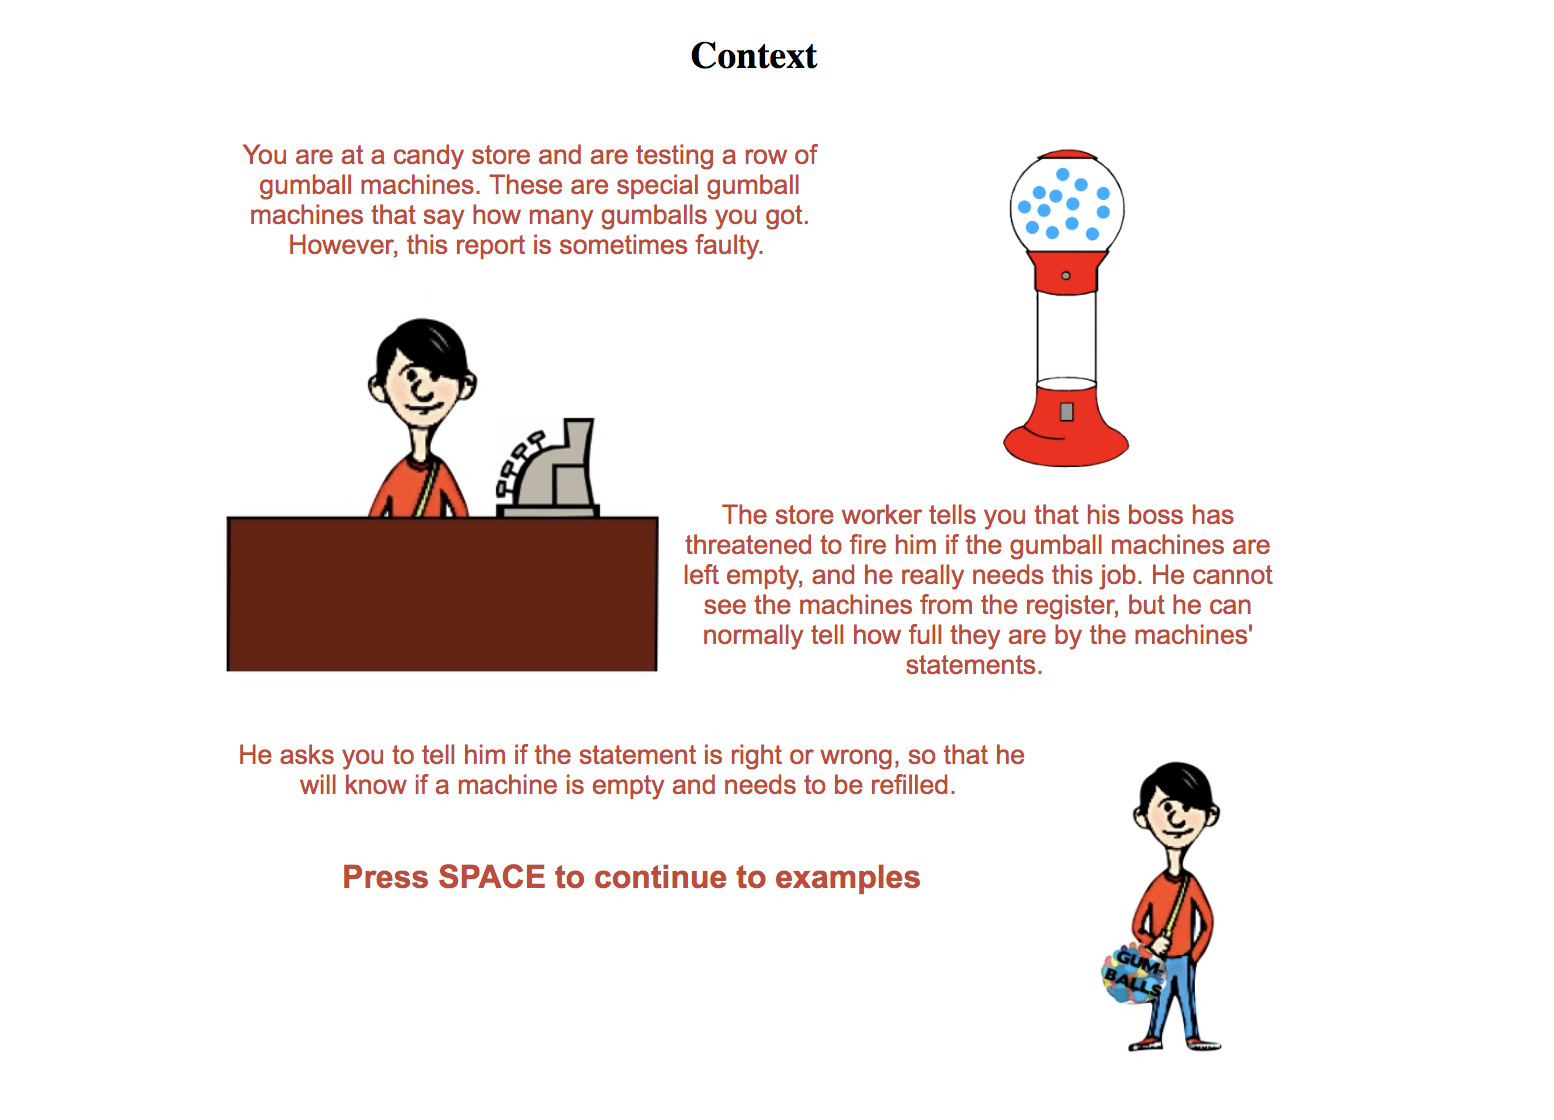 Context
You are at a candy store and are testing a row of
gumball machines. These are special gumball
machines that say how many gumballs you got.
However, this report is sometimes faulty.
The store worker tells you that his boss has
threatened to fire him if the gumball machines are
left empty, and he really needs this job. He cannot
see the machines from the register, but he can
normally tell how full they are by the machines'
statements.
He asks you to tell him if the statement is right or wrong, so that he
will know if a machine is empty and needs to be refilled.
Press SPACE to continue to examples
GUM-
BALLS